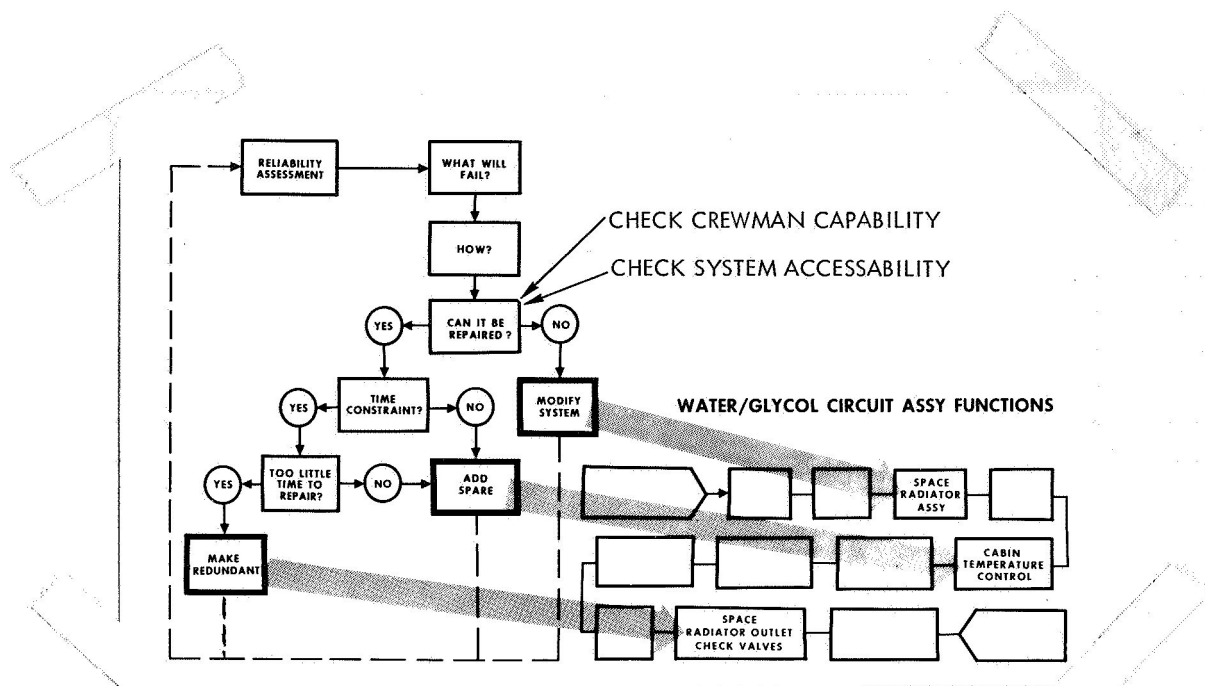 RELIABILITY
ASSESSMENT
WHAT WILL
FAIL?
HOW?
CHECK CREWMAN CAPABILITY
CHECK SYSTEM ACCESSABILITY
YES
CAN IT BE
REPAIRED?
NO
YES
TIME
CONSTRAINT?
NO
MODIFY
SYSTEM
WATER/GLYCOL CIRCUIT ASSY FUNCTIONS
YES
TOO LITTLE
TIME TO
REPAIR?
NO
ADD
SPARE
SPACE
RADIATOR
ASSY
MAKE
REDUNDANT
CABIN
TEMPERATURE
CONTROL
SPACE
RADIATOR OUTLET
CHECK VALVES